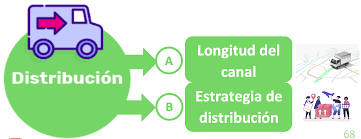 Distribución
A
Longitud del
canal
B
Estrategia de
distribución
68